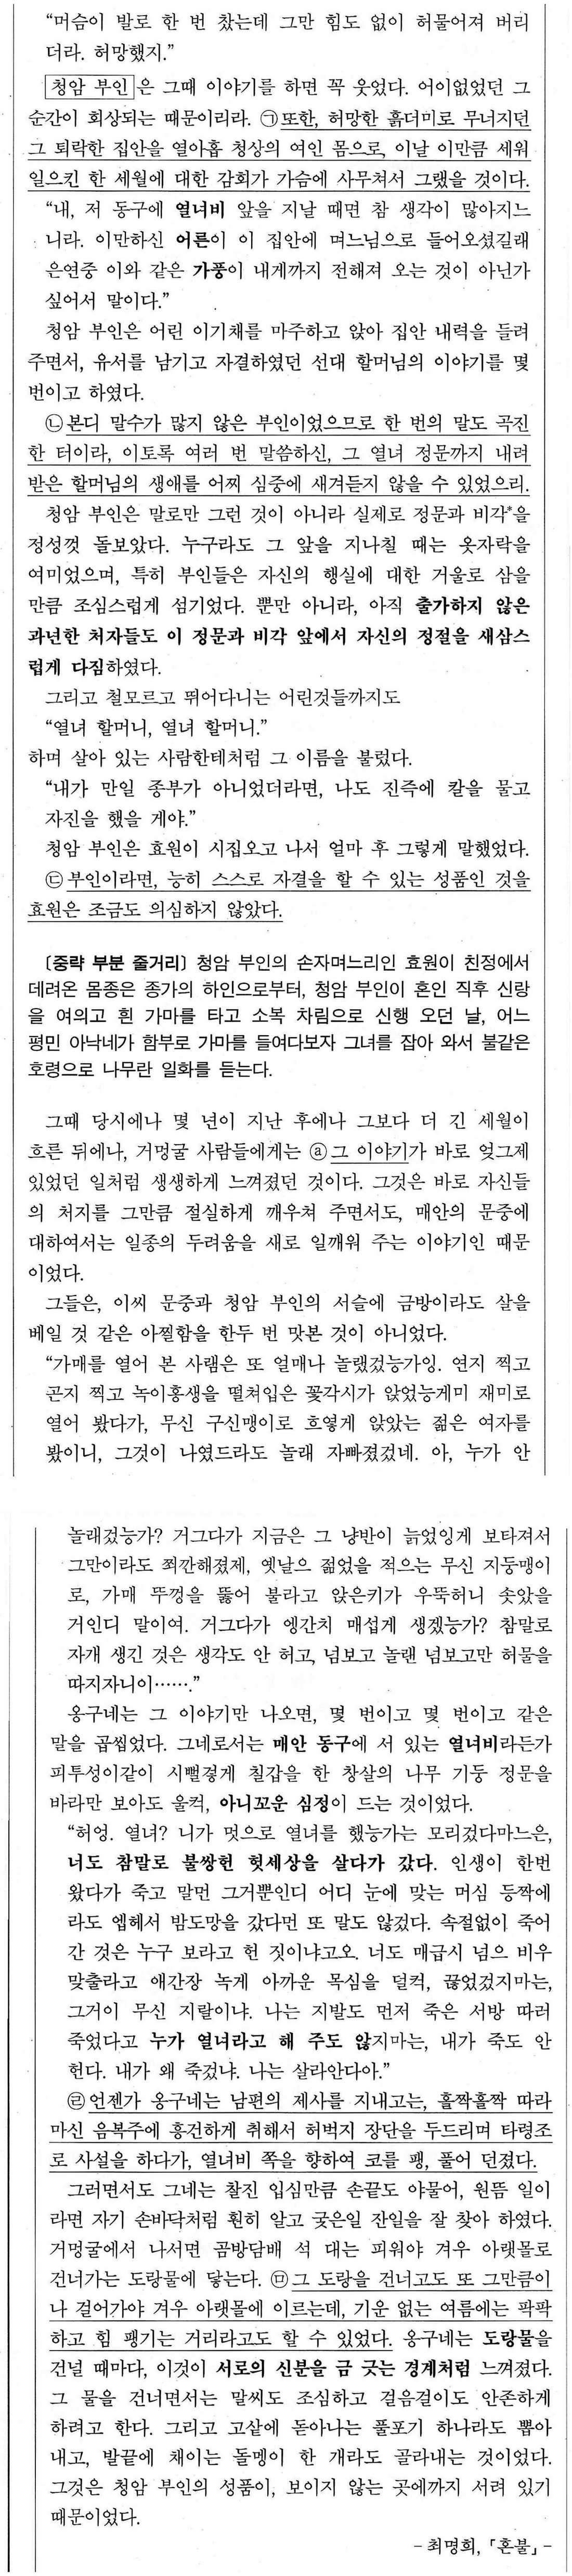 “머슴이 발로 한 번 찼는데 그만 힘도 없이 허물어져 버리
더라. 허망했지.”
청암 부인은 그때 이야기를 하면 꼭 웃었다. 어이없었던 그
순간이 회상되는 때문이리라. ㉠또한, 허망한 흙더미로 무너지던
그 퇴락한 집안을 열아홉 청상의 여인 몸으로, 이날 이만큼 세워
일으킨 한 세월에 대한 감회가 가슴에 사무쳐서 그랬을 것이다.
“내, 저 동구에 열녀비 앞을 지날 때면 참 생각이 많아지느
니라. 이만하신 어른이 이 집안에 며느님으로 들어오셨길래
은연중 이와 같은 가풍이 내게까지 전해져 오는 것이 아닌가
싶어서 말이다.”
청암 부인은 어린 이기채를 마주하고 앉아 집안 내력을 들려
주면서, 유서를 남기고 자결하였던 선대 할머님의 이야기를 몇
번이고 하였다.
㉡본디 말수가 많지 않은 부인이었으므로 한 번의 말도 곡진
한 터이라, 이토록 여러 번 말씀하신, 그 열녀 정문까지 내려
받은 할머님의 생애를 어찌 심중에 새겨듣지 않을 수 있었으리.
청암 부인은 말로만 그런 것이 아니라 실제로 정문과 비각*을
정성껏 돌보았다. 누구라도 그 앞을 지나칠 때는 옷자락을
여미었으며, 특히 부인들은 자신의 행실에 대한 거울로 삼을
만큼 조심스럽게 섬기었다. 뿐만 아니라, 아직 출가하지 않은
과년한 처자들도 이 정문과 비각 앞에서 자신의 정절을 새삼스
럽게 다짐하였다.
그리고 철모르고 뛰어다니는 어린것들까지도
“열녀 할머니, 열녀 할머니.”
하며 살아 있는 사람한테처럼 그 이름을 불렀다.
“내가 만일 종부가 아니었더라면, 나도 진즉에 칼을 물고
자진을 했을 게야.”
청암 부인은 효원이 시집오고 나서 얼마 후 그렇게 말했었다.
㉢부인이라면, 능히 스스로 자결을 할 수 있는 성품인 것을
효원은 조금도 의심하지 않았다.
〔중략 부분 줄거리〕 청암 부인의 손자며느리인 효원이 친정에서
데려온 몸종은 종가의 하인으로부터, 청암 부인이 혼인 직후 신랑
을 여의고 흰 가마를 타고 소복 차림으로 신행 오던 날, 어느
평민 아낙네가 함부로 가마를 들여다보자 그녀를 잡아 와서 불같은
호령으로 나무란 일화를 듣는다.
그때 당시에나 몇 년이 지난 후에나 그보다 더 긴 세월이
흐른 뒤에나, 거멍굴 사람들에게는 ⓐ그 이야기가 바로 엊그제
있었던 일처럼 생생하게 느껴졌던 것이다. 그것은 바로 자신들
의 처지를 그만큼 절실하게 깨우쳐 주면서도, 매안의 문중에
대하여서는 일종의 두려움을 새로 일깨워 주는 이야기인 때문
이었다.
그들은, 이씨 문중과 청암 부인의 서슬에 금방이라도 살을
베일 것 같은 아찔함을 한두 번 맛본 것이 아니었다.
“가매를 열어 본 사램은 또 얼매나 놀랬겄능가잉. 연지 찍고
곤지 찍고 녹의홍생을 떨쳐입은 꽃각시가 앉었능게미 재미로
열어 봤다가, 무신 구신맹이로 흐옇게 앉았는 젊은 여자를
봤이니, 그것이 나였드라도 놀래 자빠졌겄네. 아, 누가 안
놀래겄능가? 거그다가 지금은 그 냥반이 늙었잉게 보타져서
그만이라도 쬐깐해졌제, 옛날으 젊었을 적으는 무신 지둥맹이
로, 가매 뚜껑을 뚫어 불라고 앉은키가 우뚝허니 솟았을
거인디 말이여. 거그다가 엥간치 매섭게 생겠능가? 참말로
자개 생긴 것은 생각도 안 허고, 넘보고 놀랜 넘보고만 허물을
따지자니이…….”
옹구네는 그 이야기만 나오면, 몇 번이고 몇 번이고 같은
말을 곱씹었다. 그네로서는 매안 동구에 서 있는 열녀비라든가
피투성이같이 시뻘겋게 칠갑을 한 창살의 나무 기둥 정문을
바라만 보아도 울컥, 아니꼬운 심정이 드는 것이었다.
“허엉. 열녀? 니가 멋으로 열녀를 했능가는 모리겄다마느은,
너도 참말로 불쌍헌 헛세상을 살다가 갔다. 인생이 한번
왔다가 죽고 말먼 그거뿐인디 어디 눈에 맞는 머심 등짝에
라도 엡헤서 밤도망을 갔다먼 또 말도 않겄다. 속절없이 죽어
간 것은 누구 보라고 헌 짓이냐고오. 너도 매급시 넘으 비우
맞출라고 애간장 녹게 아까운 목심을 덜컥, 끊었겄지마는,
그거이 무신 지랄이냐. 나는 지발도 먼저 죽은 서방 따러
죽었다고 누가 열녀라고 해 주도 않지마는, 내가 죽도 안
헌다. 내가 왜 죽겄냐. 나는 살라안다아.”
㉣언젠가 옹구네는 남편의 제사를 지내고는, 홀짝홀짝 따라
마신 음복주에 흥건하게 취해서 허벅지 장단을 두드리며 타령조
로 사설을 하다가, 열녀비 쪽을 향하여 코를 팽, 풀어 던졌다.
그러면서도 그네는 찰진 입심만큼 손끝도 야물어, 원뜸 일이
라면 자기 손바닥처럼 훤히 알고 궂은일 잔일을 잘 찾아 하였다.
거멍굴에서 나서면 곰방담배 석 대는 피워야 겨우 아랫몰로
건너가는 도랑물에 닿는다. ㉤그 도랑을 건너고도 또 그만큼이
나 걸어가야 겨우 아랫몰에 이르는데, 기운 없는 여름에는 팍팍
하고 힘 팽기는 거리라고도 할 수 있었다. 옹구네는 도랑물을
건널 때마다, 이것이 서로의 신분을 금 긋는 경계처럼 느껴졌다.
그 물을 건너면서는 말씨도 조심하고 걸음걸이도 안존하게
하려고 한다. 그리고 고샅에 돋아나는 풀포기 하나라도 뽑아
내고, 발끝에 채이는 돌멩이 한 개라도 골라내는 것이었다.
그것은 청암 부인의 성품이, 보이지 않는 곳에까지 서려 있기
때문이었다.
- 최명희, 「혼불」 -